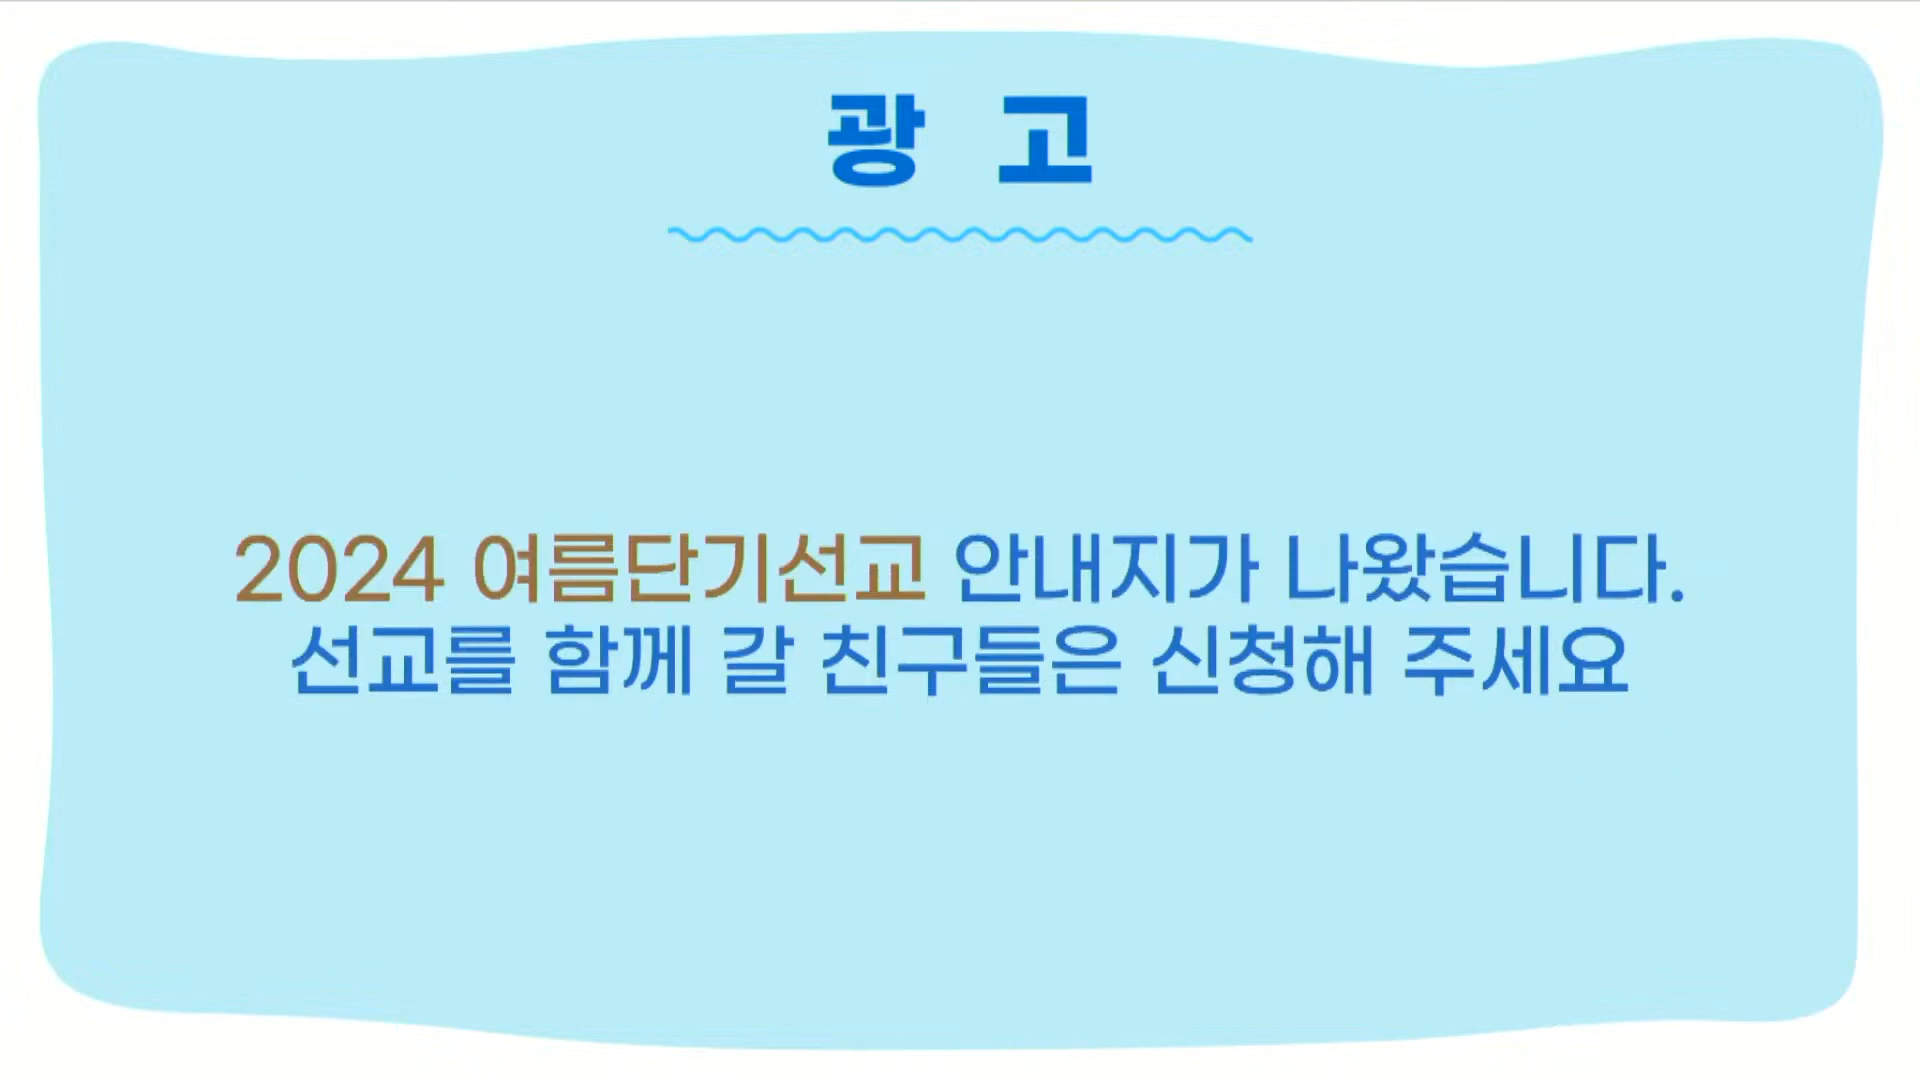 광 고
2024 여름단기선교 안내지가 나왔습니다.
선교를 함께 갈 친구들은 신청해 주세요